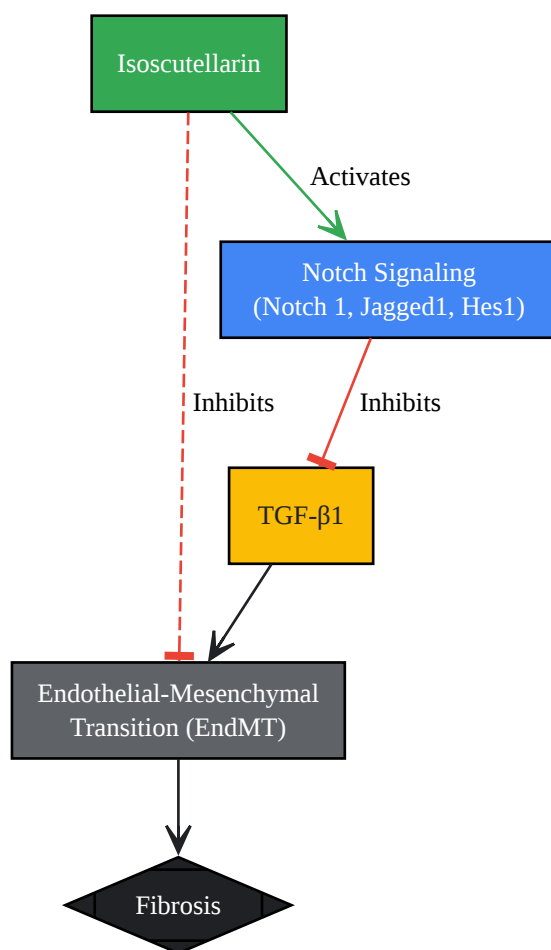 Isoscutellarin
Activates
Notch Signaling
(Notch 1, Jagged1, Hes1)
Inhibits
Inhibits
TGF-β1
Endothelial-Mesenchymal
Transition (EndMT)
Fibrosis